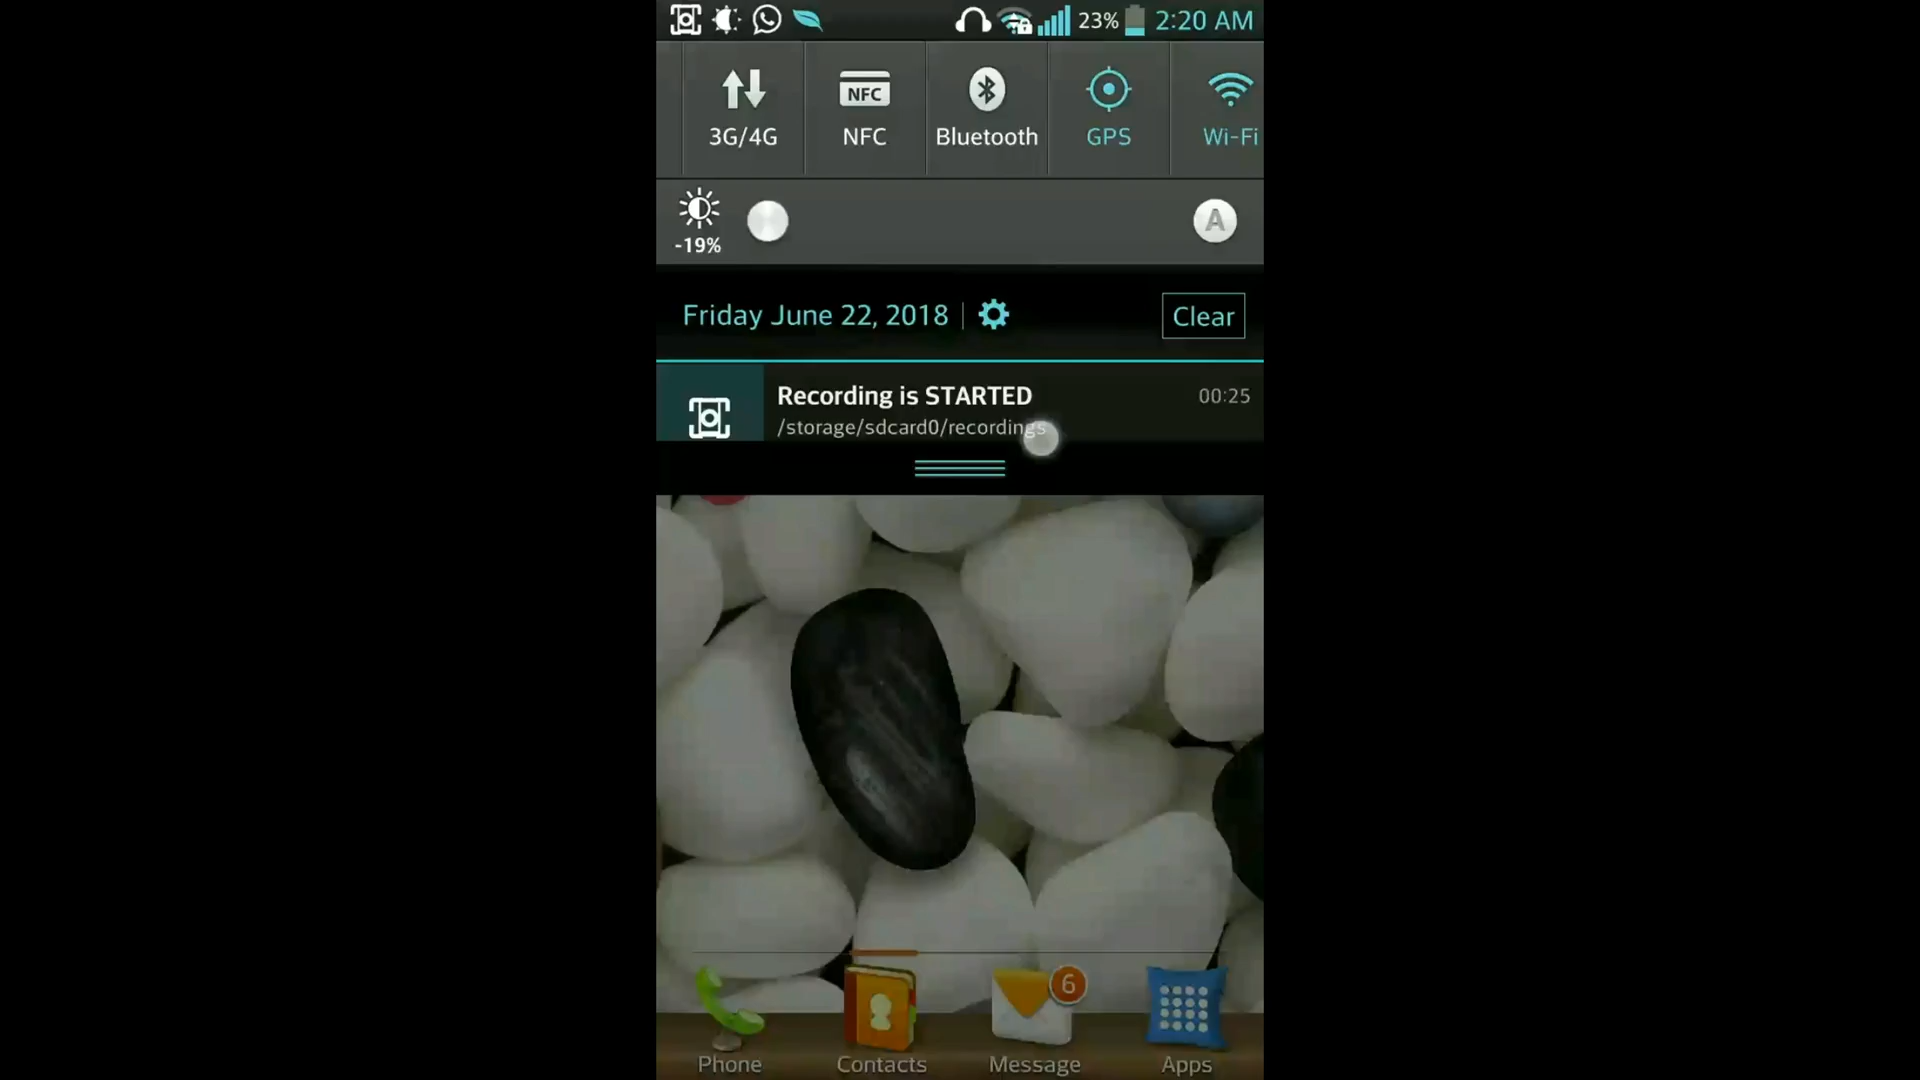 23% 2:20 AM
3G/4G NFC Bluetooth GPS Wi-Fi
NFC
-19% A
Friday June 22, 2018 Clear
Recording is STARTED 00:25
/storage/sdcard0/recordings
6
Phone Contacts Message Apps